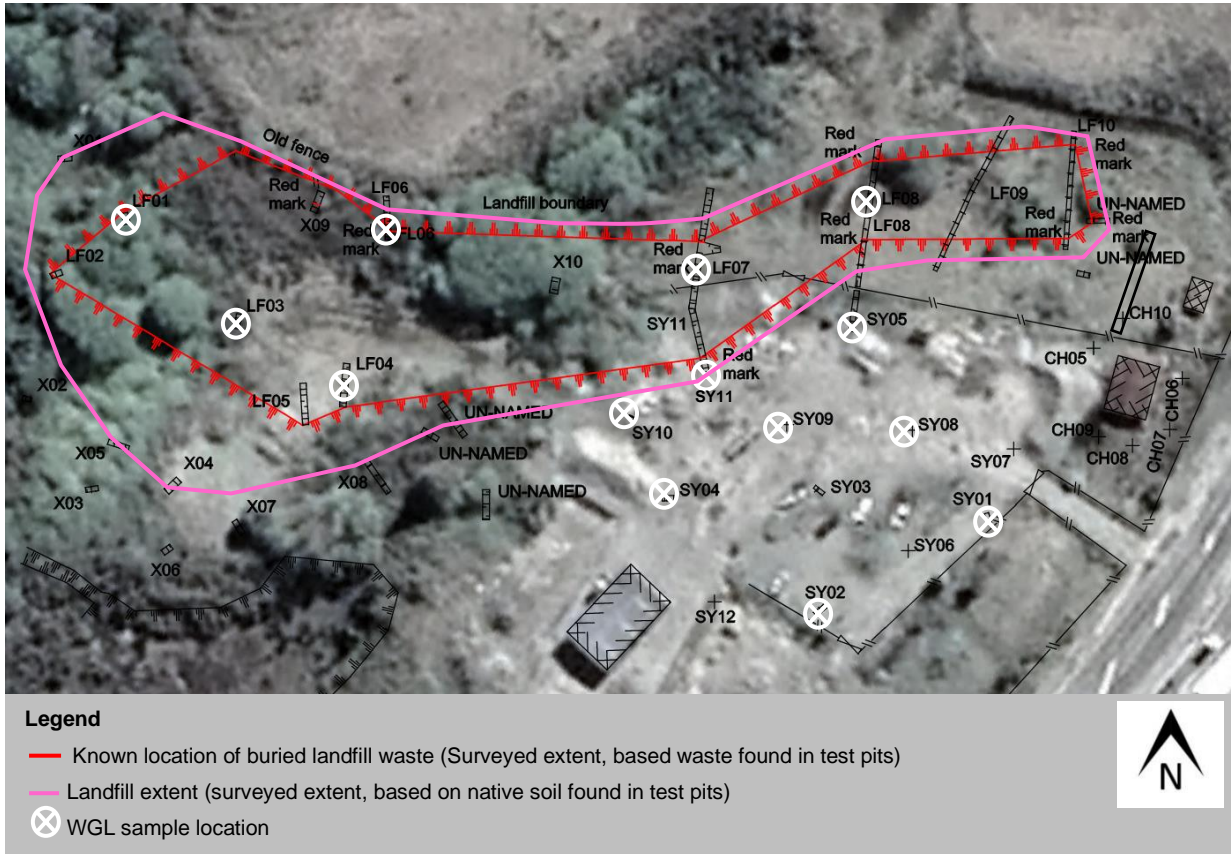 LF10
Red
mark
Red
mark
Old fence
LF01
Red
mark
X09
LF06
Red
mark
Landfill boundary
LF08
LF09
UN-NAMED
Red
mark
LF08
Red
mark
Red
mark
UN-NAMED
LF02
X10
Red
mark
LF07
LF03
SY11
SY05
CH10
CH05
LF04
Red
mark
SY11
CH06
X02
LF05
UN-NAMED
SY10
SY09
SY08
CH09
CH08
CH07
X05
UN-NAMED
SY07
X04
X08
X03
UN-NAMED
SY04
SY03
SY01
X07
X06
SY06
SY02
SY12
Legend
Known location of buried landfill waste (Surveyed extent, based waste found in test pits)
Landfill extent (surveyed extent, based on native soil found in test pits)
WGL sample location
N